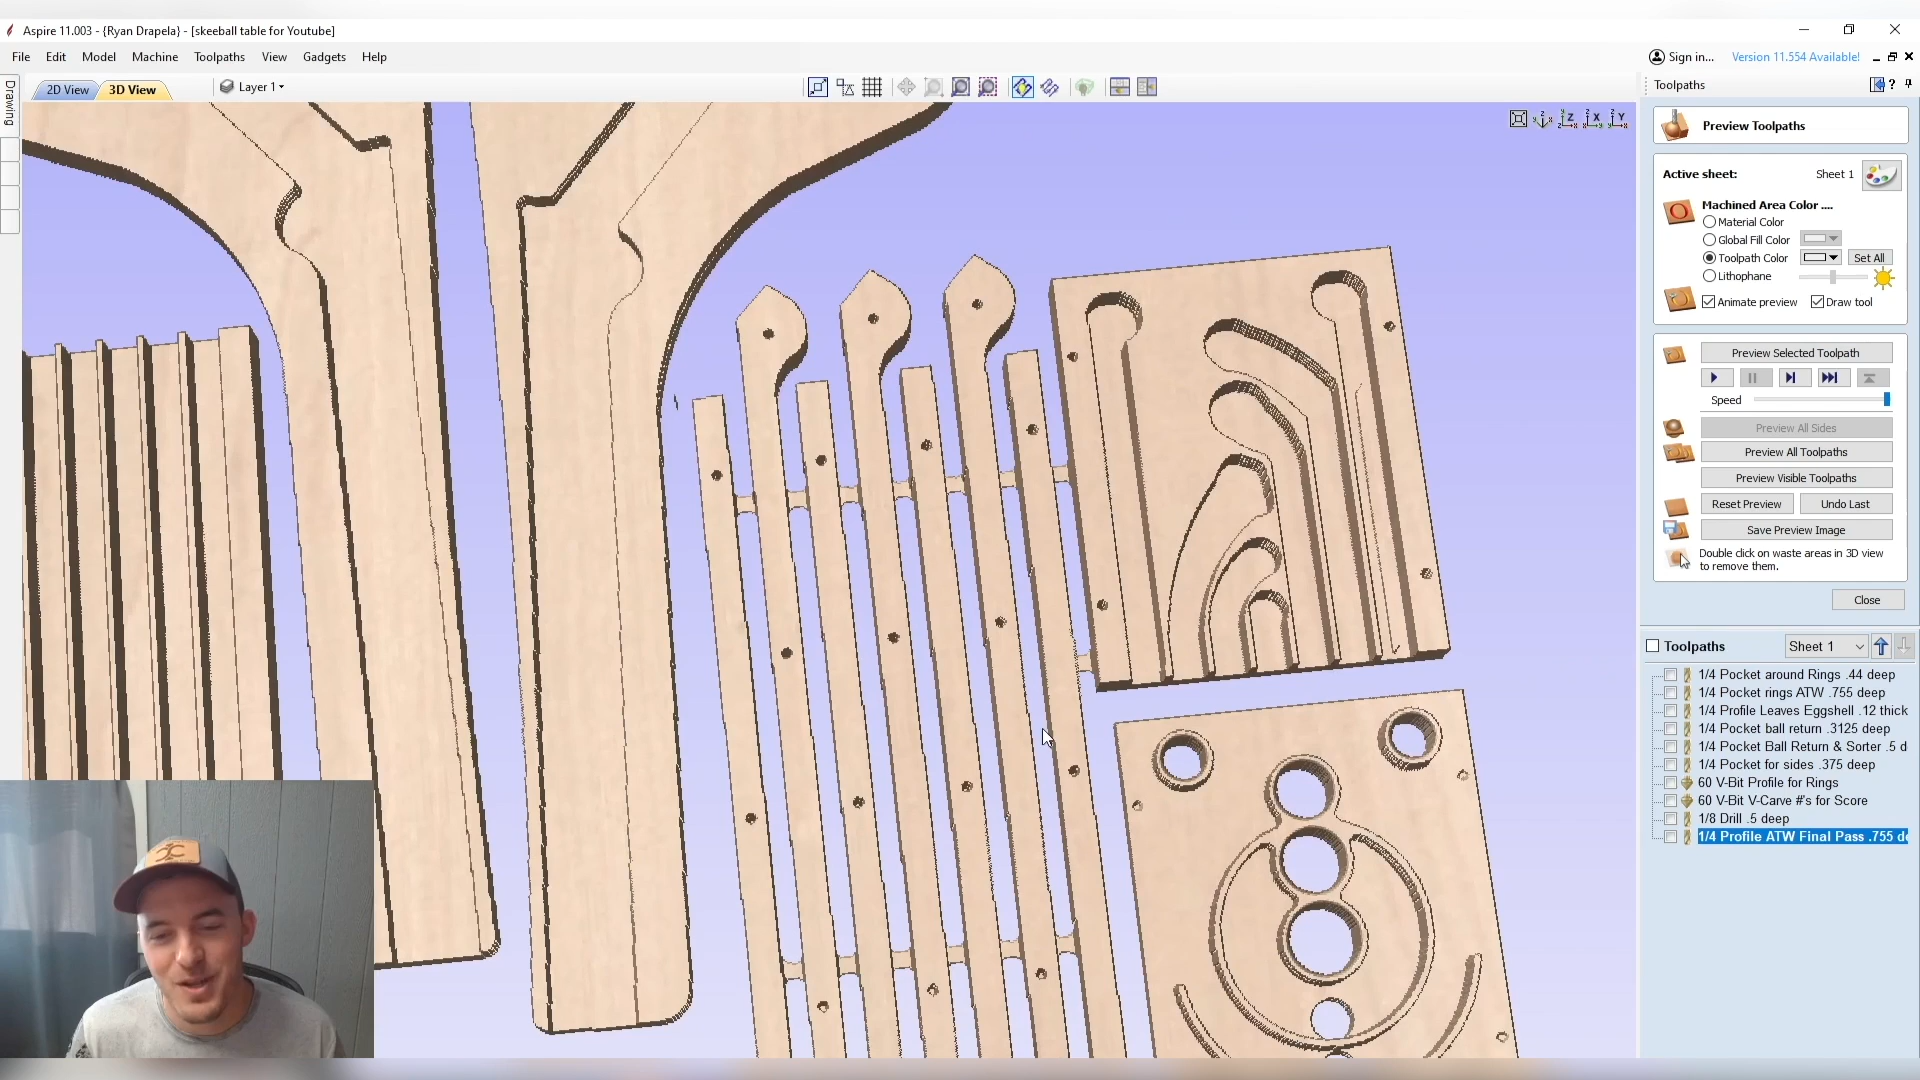 Aspire 11.003 - {Ryan Drapela} - [skeeball table for Youtube]
File Edit Model Machine Toolpaths View Gadgets Help
Sign in... Version 11.554 Available!
Drawing
2D View 3D View Layer 1
Toolpaths ?
Z X Y
Preview Toolpaths
Active sheet: Sheet 1
Machined Area Color ....
Material Color
Global Fill Color
Toolpath Color Set All
Lithophane
Animate preview Draw tool
Preview Selected Toolpath
Speed
Preview All Sides
Preview All Toolpaths
Preview Visible Toolpaths
Reset Preview Undo Last
Save Preview Image
Double click on waste areas in 3D view
to remove them.
Close
Toolpaths Sheet 1
1/4 Pocket around Rings .44 deep
1/4 Pocket rings ATW .755 deep
1/4 Profile Leaves Eggshell .12 thick
1/4 Pocket ball return .3125 deep
1/4 Pocket Ball Return & Sorter .5 d
1/4 Pocket for sides .375 deep
60 V-Bit Profile for Rings
60 V-Bit V-Carve #'s for Score
1/8 Drill .5 deep
1/4 Profile ATW Final Pass .755 de